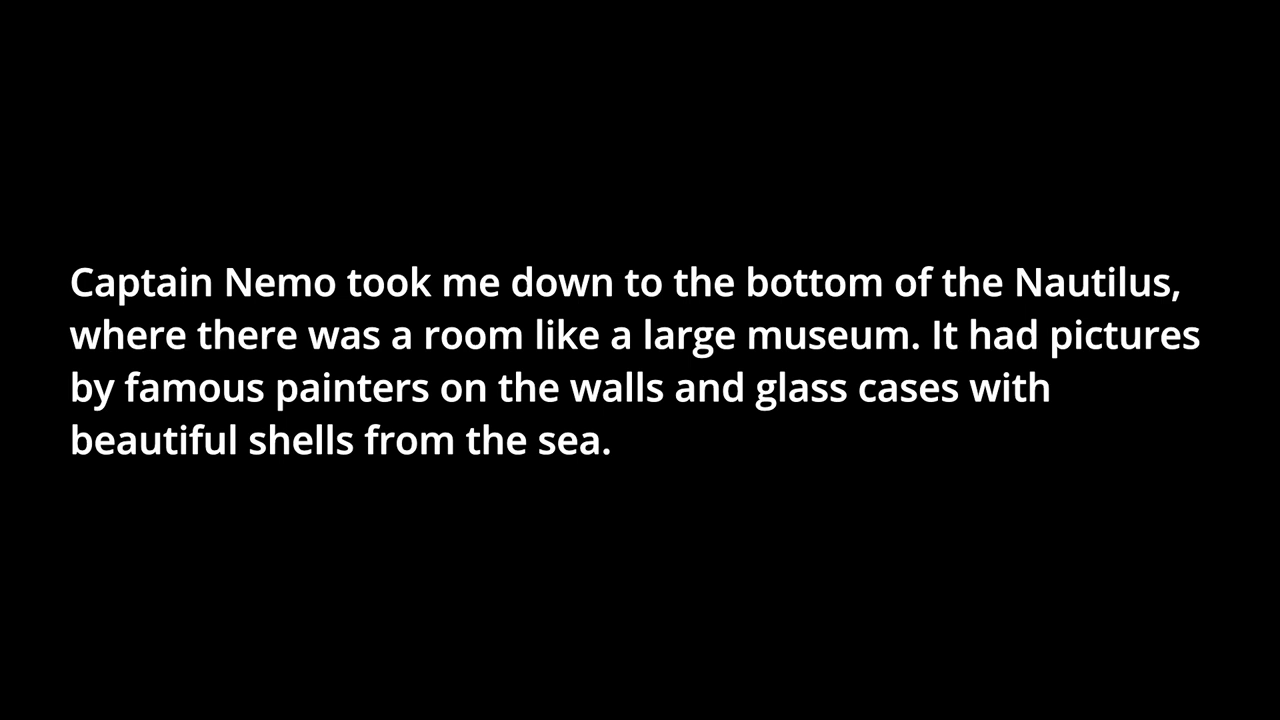 Captain Nemo took me down to the bottom of the Nautilus,
where there was a room like a large museum. It had pictures
by famous painters on the walls and glass cases with
beautiful shells from the sea.